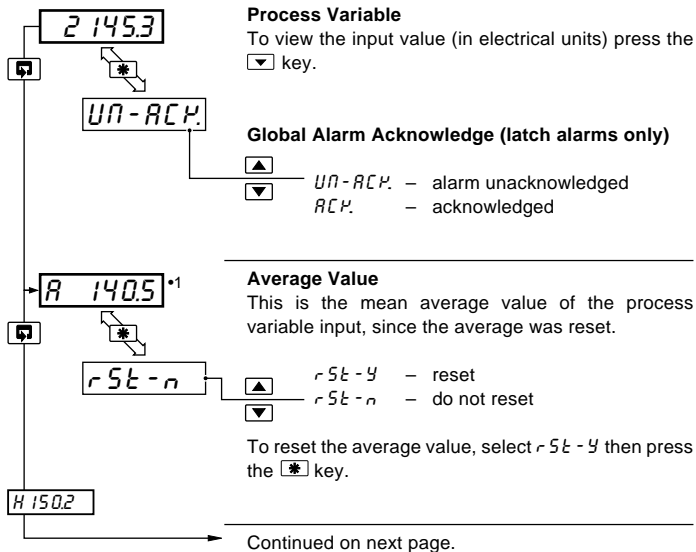 2145.3
Process Variable
To view the input value (in electrical units) press the
▼ key.
UN-ACK.
Global Alarm Acknowledge (latch alarms only)
UN-ACK. – alarm unacknowledged
ACK. – acknowledged
A 140.5 •1
Average Value
This is the mean average value of the process
variable input, since the average was reset.
rSt-n
rSt-Y – reset
rSt-n – do not reset
To reset the average value, select rSt-Y then press
the ✱ key.
H 150.2
Continued on next page.